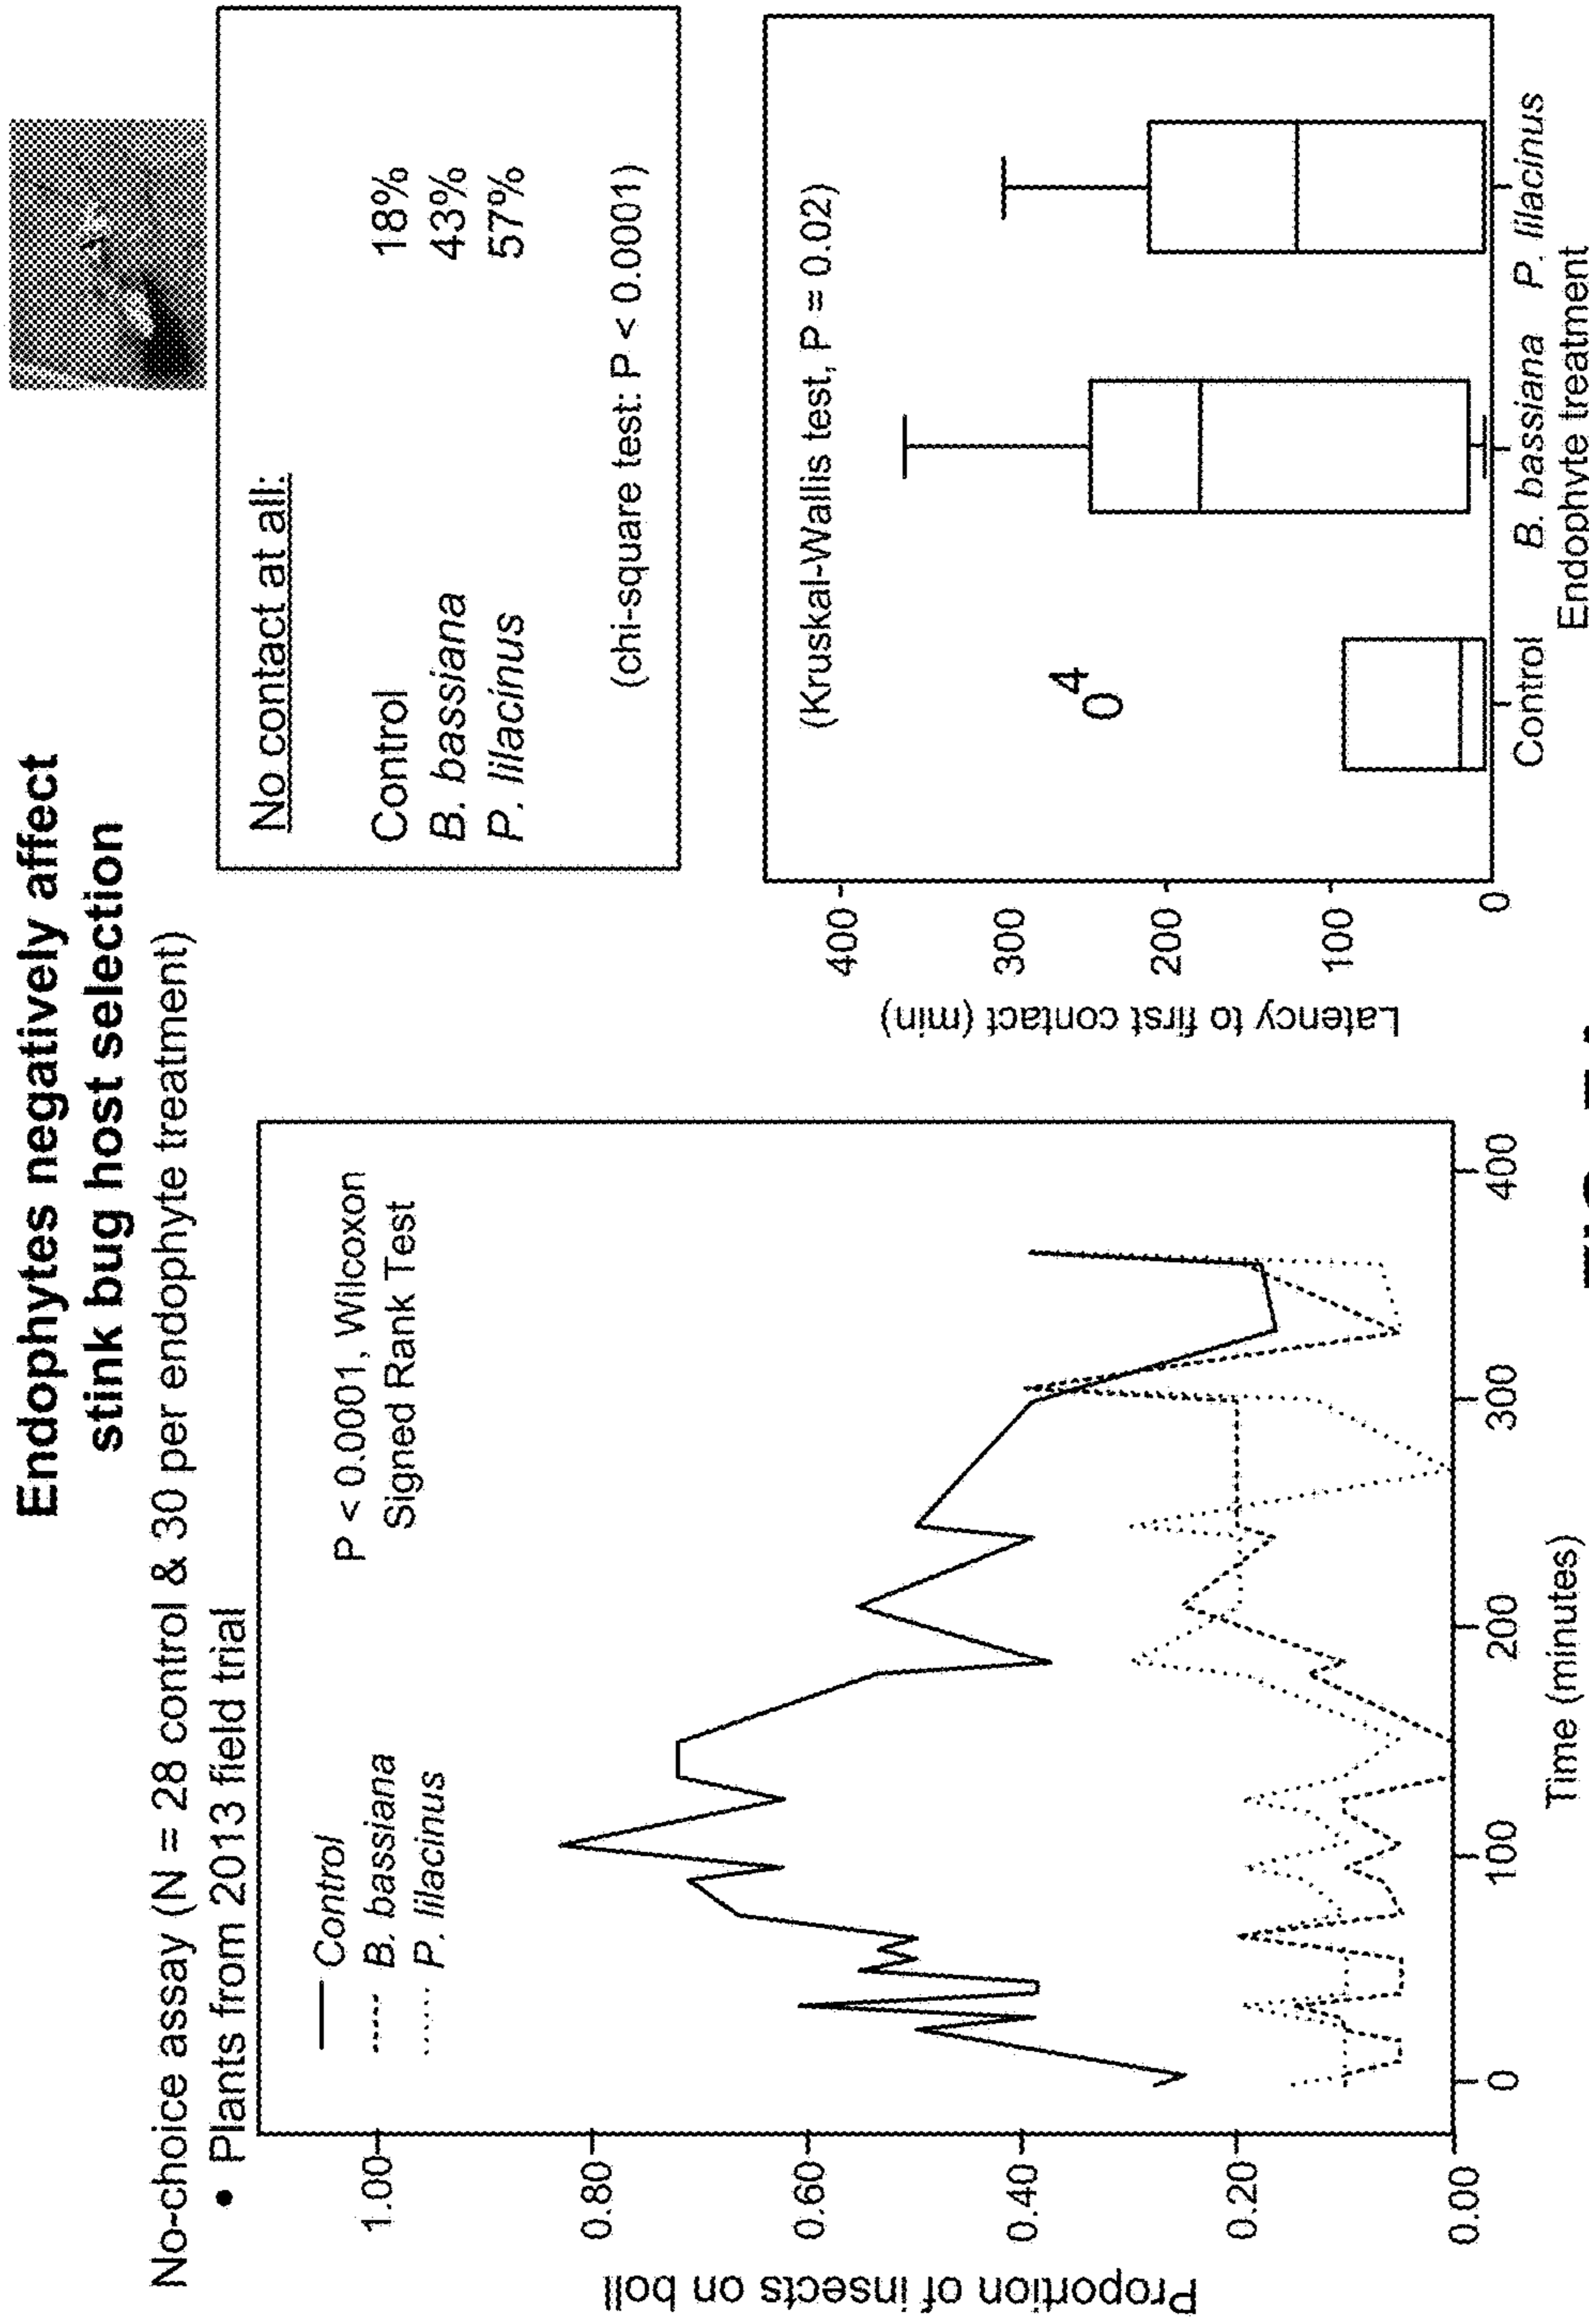 Endophytes negatively affect
stink bug host selection
No-choice assay (N = 28 control & 30 per endophyte treatment)
• Plants from 2013 field trial
Control
B. bassiana
P. lilacinus
P < 0.0001, Wilcoxon
Signed Rank Test
Proportion of insects on boll
1.00
0.80
0.60
0.40
0.20
0.00
0
100
200
300
400
Time (minutes)
No contact at all:
Control 18%
B. bassiana 43%
P. lilacinus 57%
(chi-square test: P < 0.0001)
(Kruskal-Wallis test, P = 0.02)
4
0
Latency to first contact (min)
400
300
200
100
0
Control
B. bassiana
P. lilacinus
Endophyte treatment